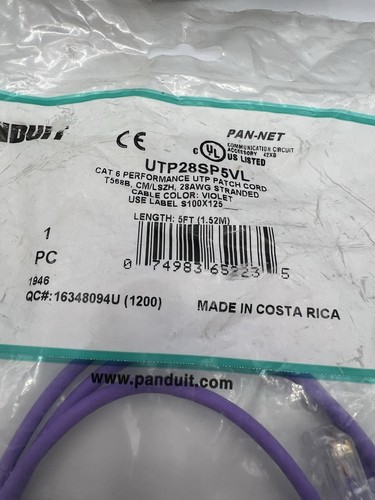 PANDUIT
CE
PAN-NET
C UL US LISTED
COMMUNICATION CIRCUIT
ACCESSORY 42XB
UTP28SP5VL
CAT 6 PERFORMANCE UTP PATCH CORD
T568B, CM/LSZH, 28AWG STRANDED
CABLE COLOR: VIOLET
USE LABEL S100X125
LENGTH: 5FT (1.52M)
1
PC
0 74983 65223 5
1946
QC#:16348094U (1200)
MADE IN COSTA RICA
www.panduit.com